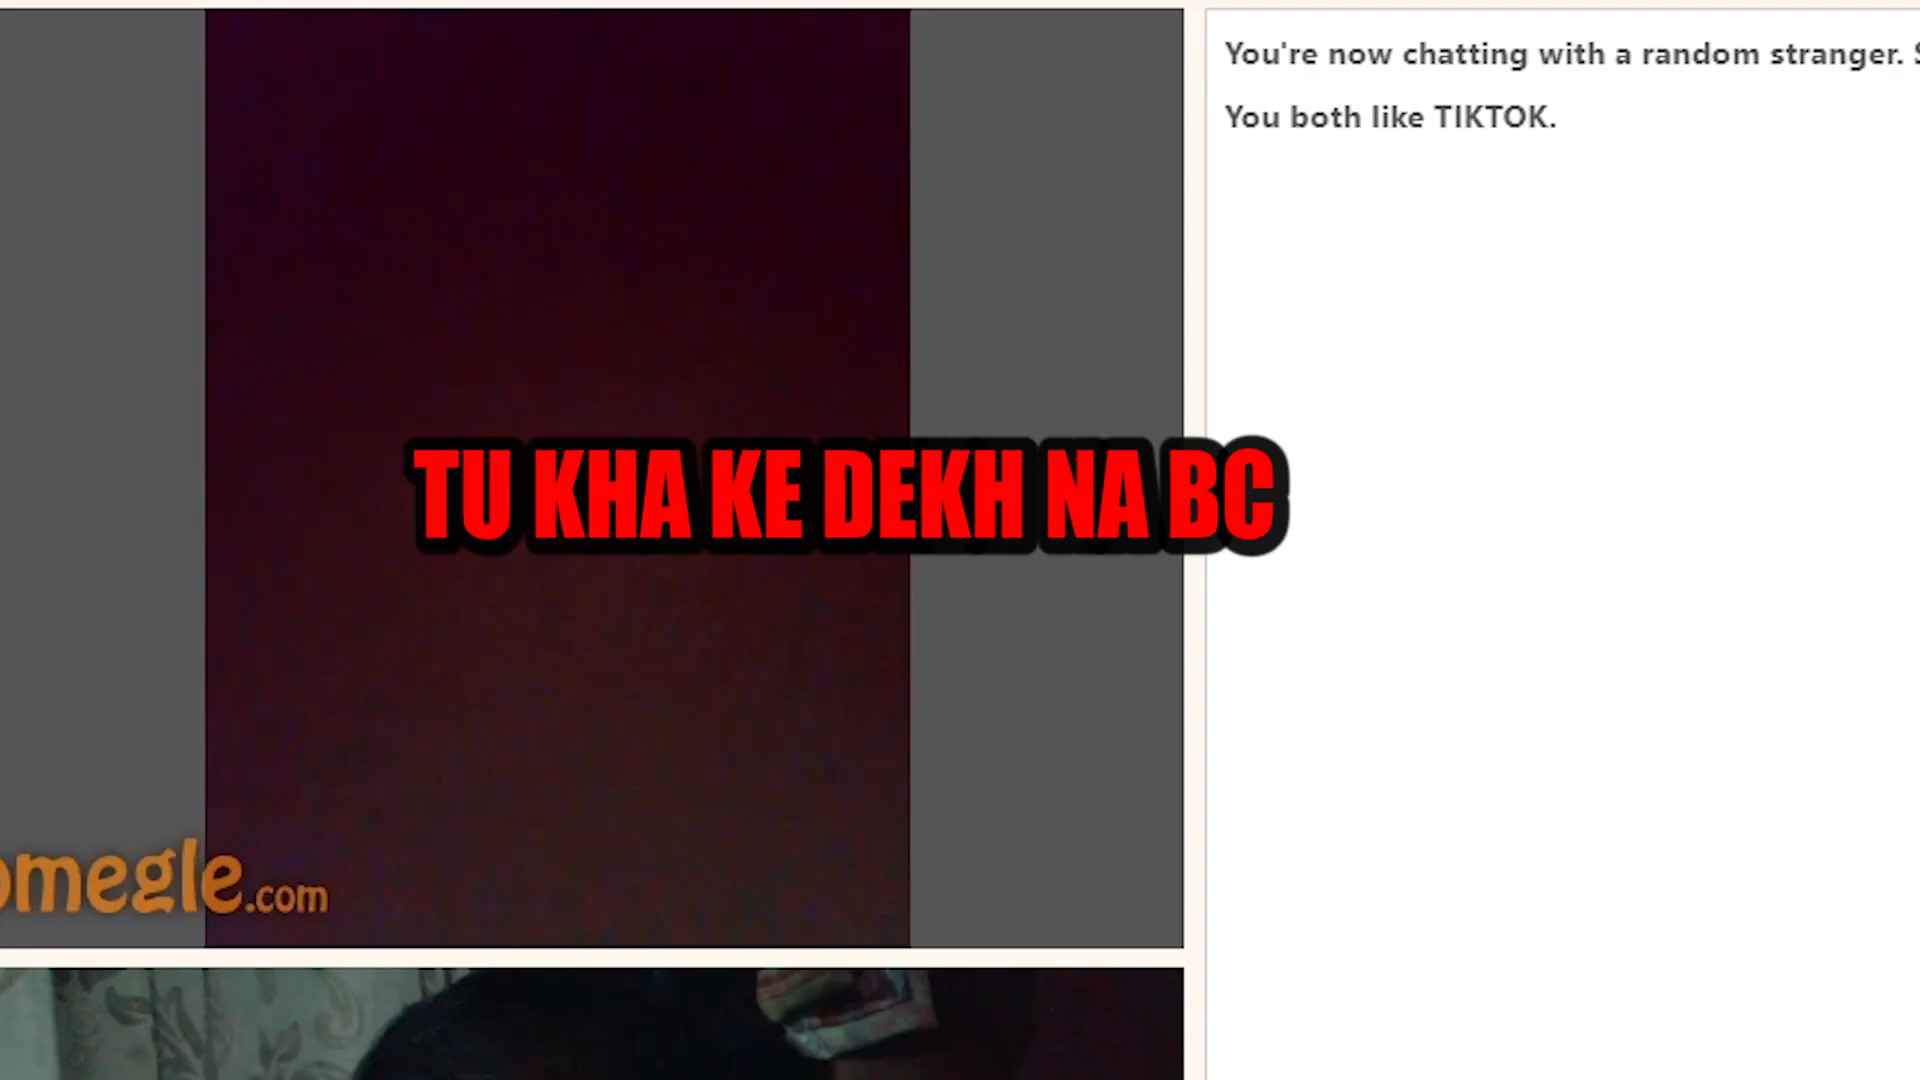 You're now chatting with a random stranger. S
You both like TIKTOK.
TU KHA KE DEKH NA BC
omegle.com